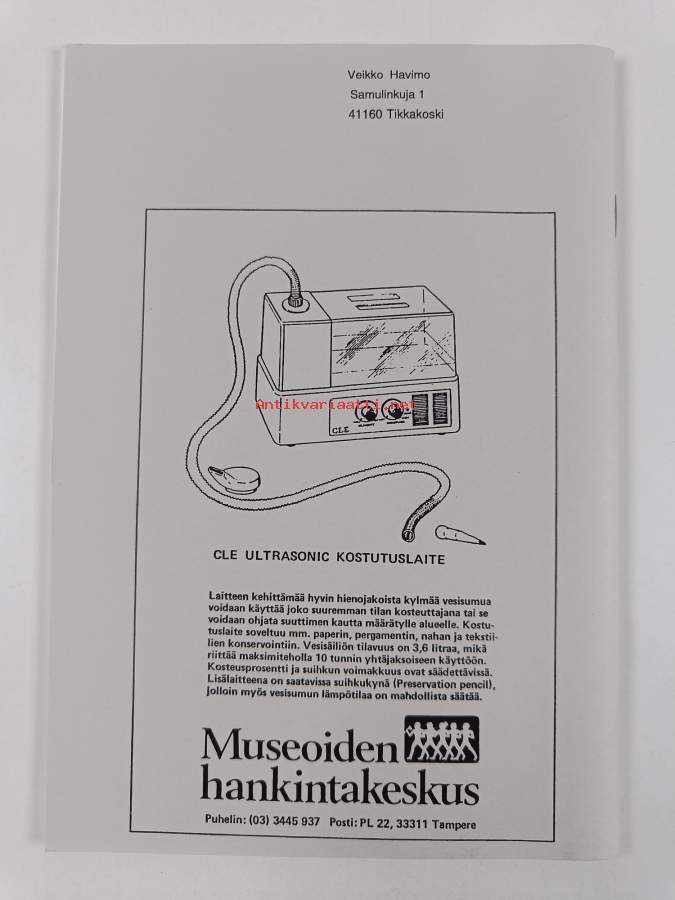 Veikko Havimo
Samulinkuja 1
41160 Tikkakoski
Antikvariaatti.net
CLE
CLE ULTRASONIC KOSTUTUSLAITE
Laitteen kehittämää hyvin hienojakoista kylmää vesisumua
voidaan käyttää joko suuremman tilan kosteuttajana tai se
voidaan ohjata suuttimen kautta määrätylle alueelle. Kostu-
tuslaite soveltuu mm. paperin, pergamentin, nahan ja tekstii-
lien konservointiin. Vesisäiliön tilavuus on 3,6 litraa, mikä
riittää maksimiteholla 10 tunnin yhtäjaksoiseen käyttöön.
Kosteusprosentti ja suihkun voimakkuus ovat säädettävissä.
Lisälaitteena on saatavissa suihkukynä (Preservation pencil),
jolloin myös vesisumun lämpötilaa on mahdollista säätää.
Museoiden
hankintakeskus
Puhelin: (03) 3445 937 Posti: PL 22, 33311 Tampere